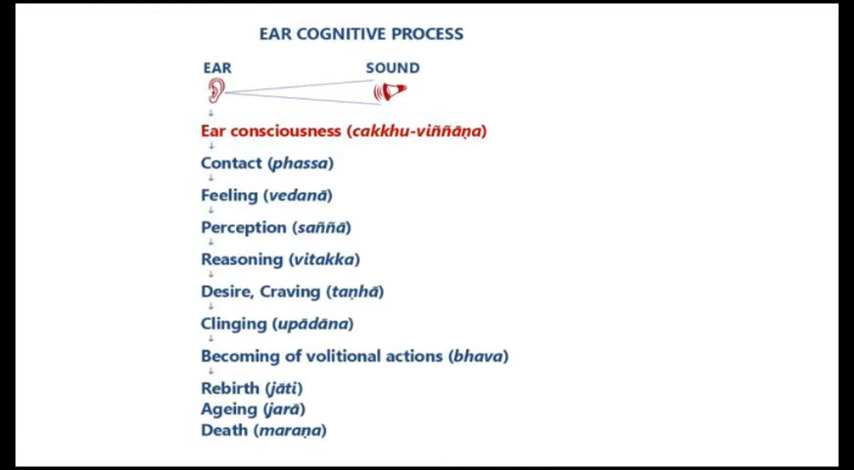 EAR COGNITIVE PROCESS
EAR SOUND
Ear consciousness (cakkhu-viññāṇa)
Contact (phassa)
Feeling (vedanā)
Perception (saññā)
Reasoning (vitakka)
Desire, Craving (taṇhā)
Clinging (upādāna)
Becoming of volitional actions (bhava)
Rebirth (jāti)
Ageing (jarā)
Death (maraṇa)